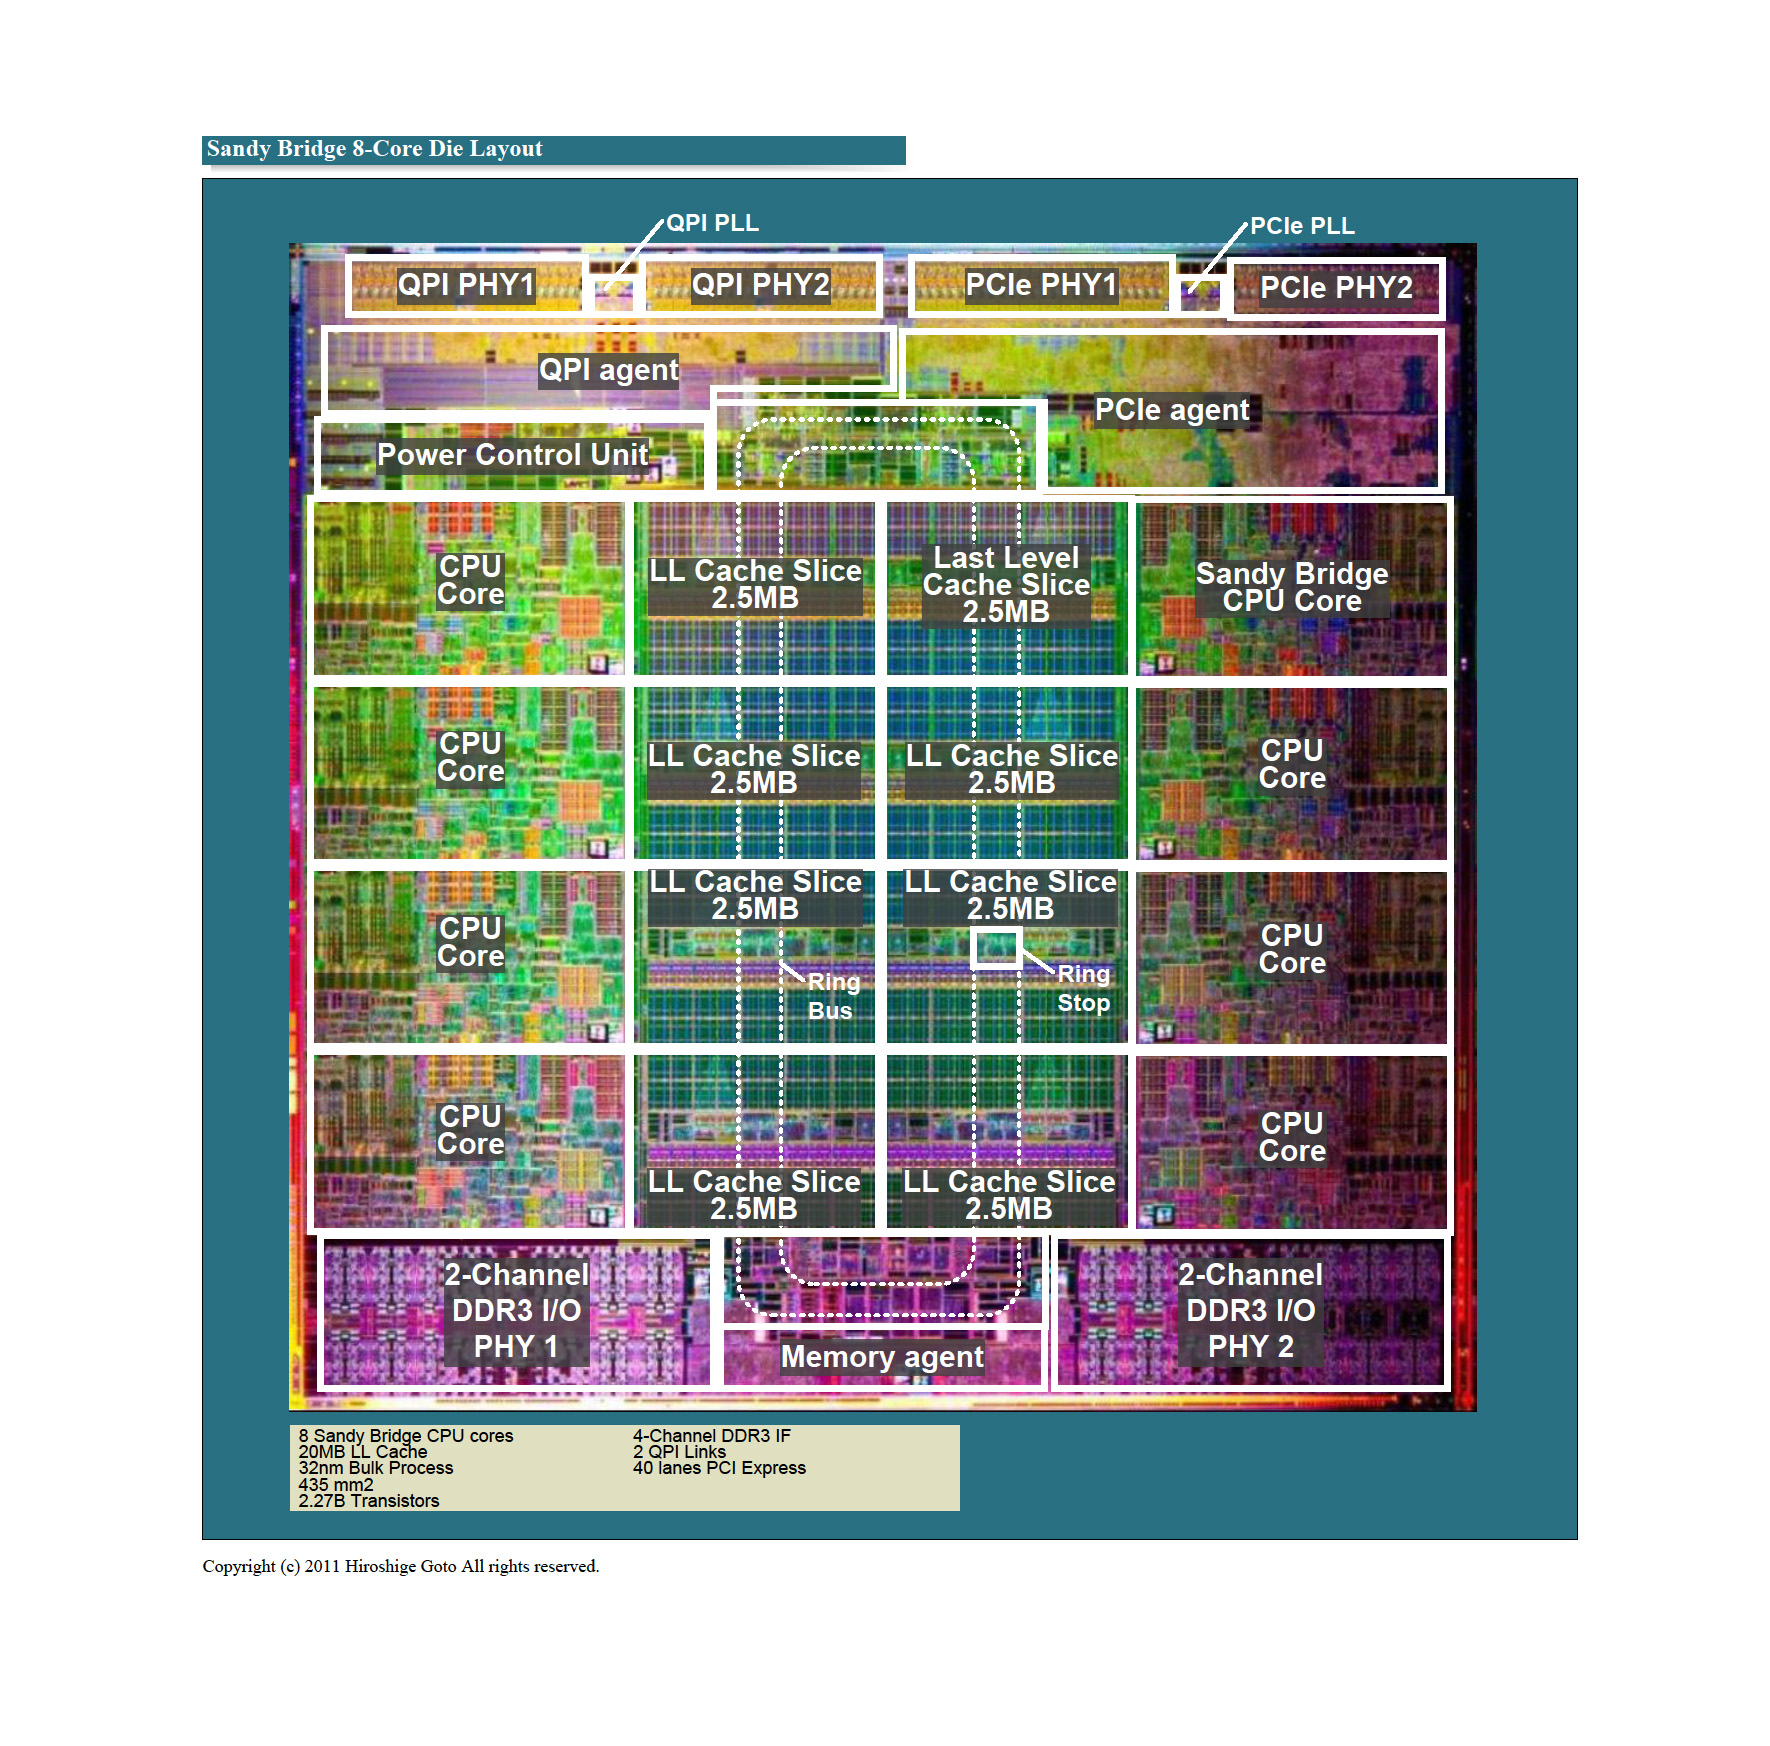 Sandy Bridge 8-Core Die Layout
QPI PLL
PCIe PLL
QPI PHY1
QPI PHY2
PCIe PHY1
PCIe PHY2
QPI agent
PCIe agent
Power Control Unit
CPU
Core
LL Cache Slice
2.5MB
Last Level
Cache Slice
2.5MB
Sandy Bridge
CPU Core
CPU
Core
LL Cache Slice
2.5MB
LL Cache Slice
2.5MB
CPU
Core
CPU
Core
LL Cache Slice
2.5MB
Ring
Bus
LL Cache Slice
2.5MB
Ring
Stop
CPU
Core
CPU
Core
LL Cache Slice
2.5MB
LL Cache Slice
2.5MB
CPU
Core
2-Channel
DDR3 I/O
PHY 1
Memory agent
2-Channel
DDR3 I/O
PHY 2
8 Sandy Bridge CPU cores
20MB LL Cache
32nm Bulk Process
435 mm2
2.27B Transistors
4-Channel DDR3 IF
2 QPI Links
40 lanes PCI Express
Copyright (c) 2011 Hiroshige Goto All rights reserved.